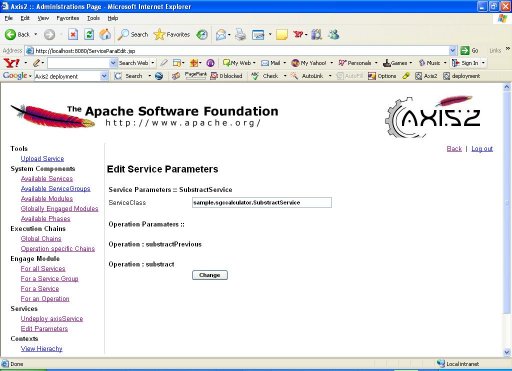 Axis2 :: Administrations Page - Microsoft Internet Explorer
File Edit View Favorites Tools Help
Back Search Favorites
Address http://localhost:8080/ServiceParaEdit.jsp Go Links
Search Web My Web Mail My Yahoo! Personals Games Music Sign In
Google Axis2 deployment Search PageRank 0 blocked Check AutoLink AutoFill Options Axis2 deployment
The Apache Software Foundation
http://www.apache.org/
AXIS2
Back | Log out
Tools
Upload Service
System Components
Available Services
Available ServiceGroups
Available Modules
Globally Engaged Modules
Available Phases
Execution Chains
Global Chains
Operation specific Chains
Engage Module
For all Services
For a Service Group
For a Service
For an Operation
Services
Undeploy axisService
Edit Parameters
Contexts
View Hierachy
Edit Service Parameters
Service Parameters :: SubstractService
ServiceClass sample.sgcalculator.SubstractService
Operation Paramaters ::
Operation : substractPrevious
Operation : substract
Change
Done Local intranet